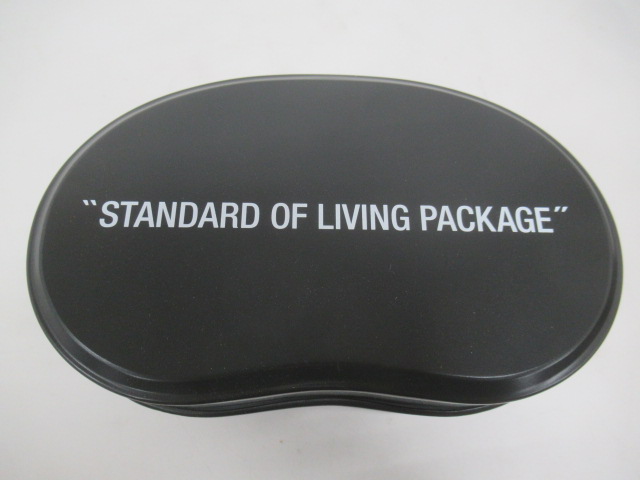 "STANDARD OF LIVING PACKAGE"